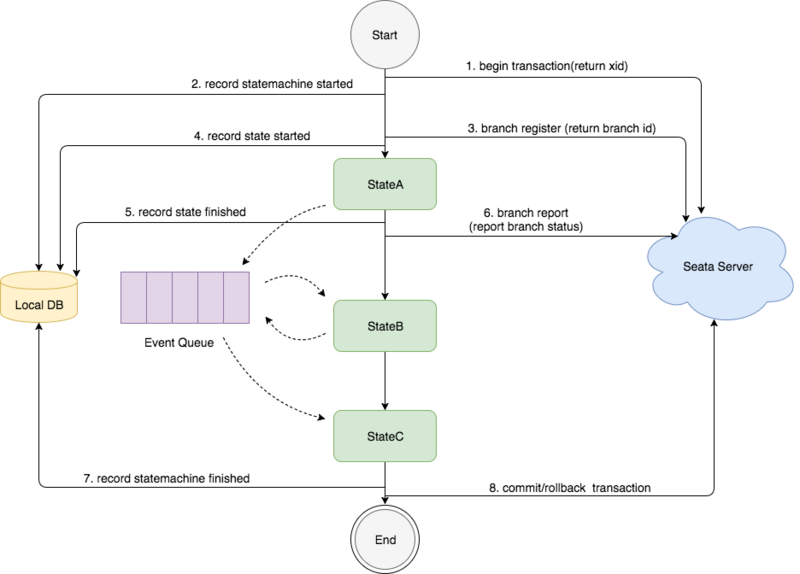 Start
1. begin transaction(return xid)
2. record statemachine started
3. branch register (return branch id)
4. record state started
StateA
5. record state finished
6. branch report
(report branch status)
Seata Server
Local DB
StateB
Event Queue
StateC
7. record statemachine finished
8. commit/rollback transaction
End